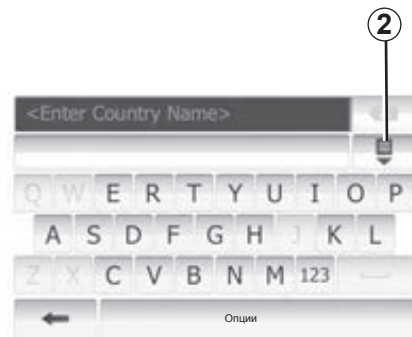 2
<Enter Country Name>
Q W E R T Y U I O P
A S D F G H J K L
Z X C V B N M 123
Опции